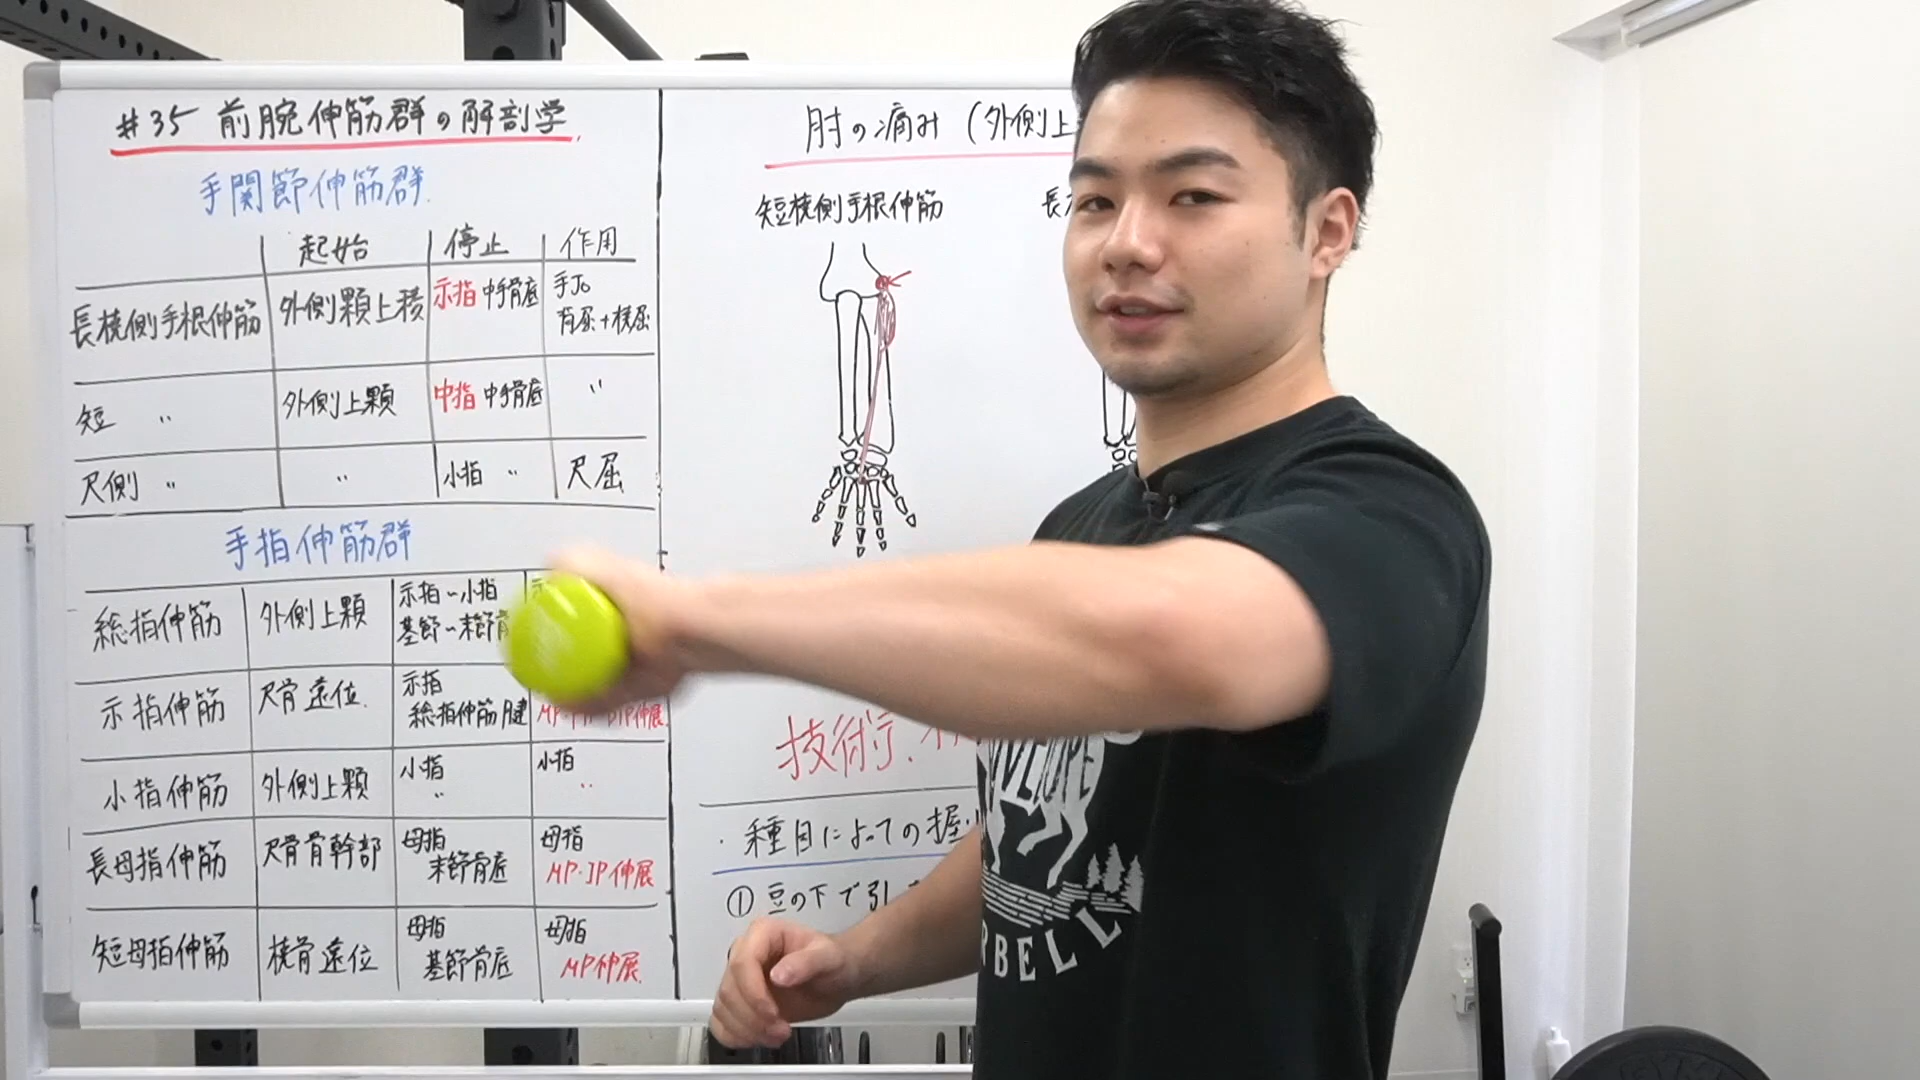 #35 前腕伸筋群の解剖学
手関節伸筋群
起始 停止 作用
長橈側手根伸筋 外側顆上稜 示指 中手骨底 手Jo 背屈+橈屈
短 〃 外側上顆 中指 中手骨底 〃
尺側 〃 〃 小指 〃 尺屈
手指伸筋群
総指伸筋 外側上顆 示指~小指 基節~末節骨
示指伸筋 尺骨遠位 示指 総指伸筋腱 MP・PIP・DIP伸展
小指伸筋 外側上顆 小指 〃 小指 〃
長母指伸筋 尺骨骨幹部 母指 末節骨底 母指 MP・IP伸展
短母指伸筋 橈骨遠位 母指 基節骨底 母指 MP伸展
肘の痛み(外側上
短橈側手根伸筋 長
技術
・種目によっての握
① 豆の下で引
BELL